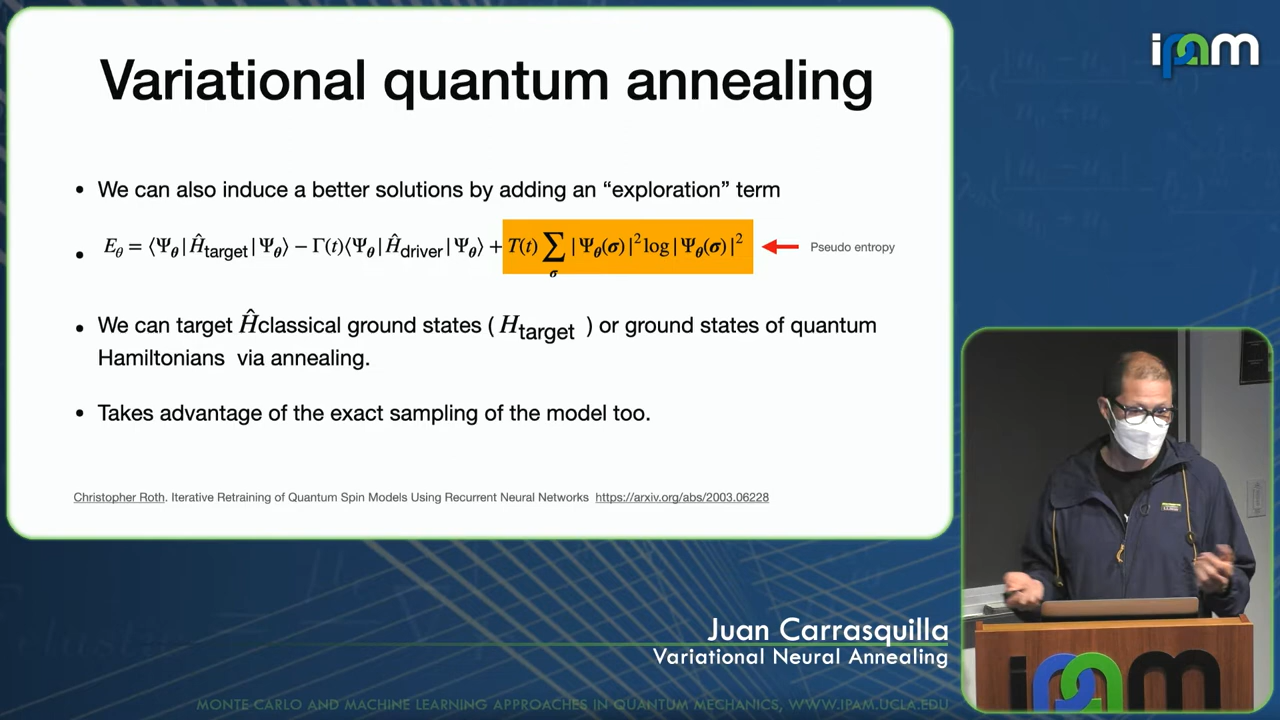 Variational quantum annealing
ipam
• We can also induce a better solutions by adding an “exploration” term
• E_θ = ⟨Ψ_θ|Ĥ_target|Ψ_θ⟩ − Γ(t)⟨Ψ_θ|Ĥ_driver|Ψ_θ⟩ + T(t) ∑_σ |Ψ_θ(σ)|² log|Ψ_θ(σ)|²
Pseudo entropy
• We can target Ĥclassical ground states ( H_target ) or ground states of quantum
Hamiltonians via annealing.
• Takes advantage of the exact sampling of the model too.
Christopher Roth. Iterative Retraining of Quantum Spin Models Using Recurrent Neural Networks https://arxiv.org/abs/2003.06228
Juan Carrasquilla
Variational Neural Annealing
ipam
MONTE CARLO AND MACHINE LEARNING APPROACHES IN QUANTUM MECHANICS, WWW.IPAM.UCLA.EDU